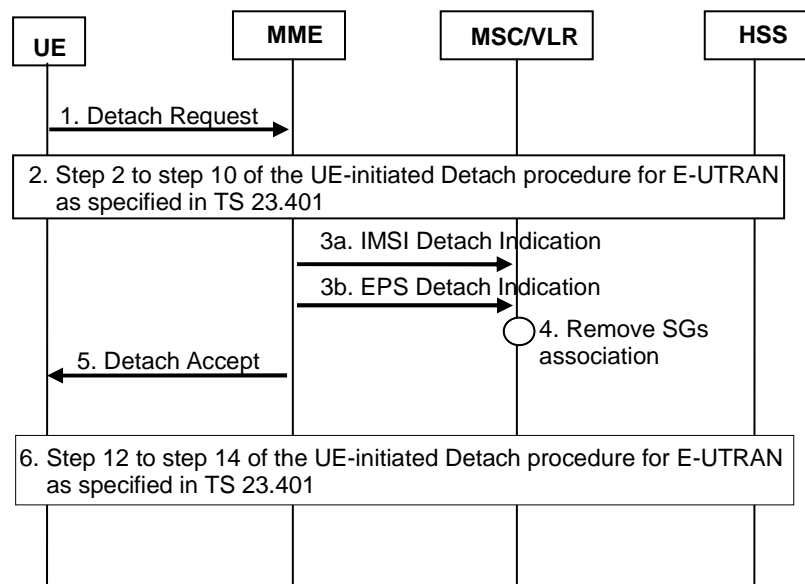 UE
MME
MSC/VLR
HSS
1. Detach Request
2. Step 2 to step 10 of the UE-initiated Detach procedure for E-UTRAN
as specified in TS 23.401
3a. IMSI Detach Indication
3b. EPS Detach Indication
4. Remove SGs
association
5. Detach Accept
6. Step 12 to step 14 of the UE-initiated Detach procedure for E-UTRAN
as specified in TS 23.401